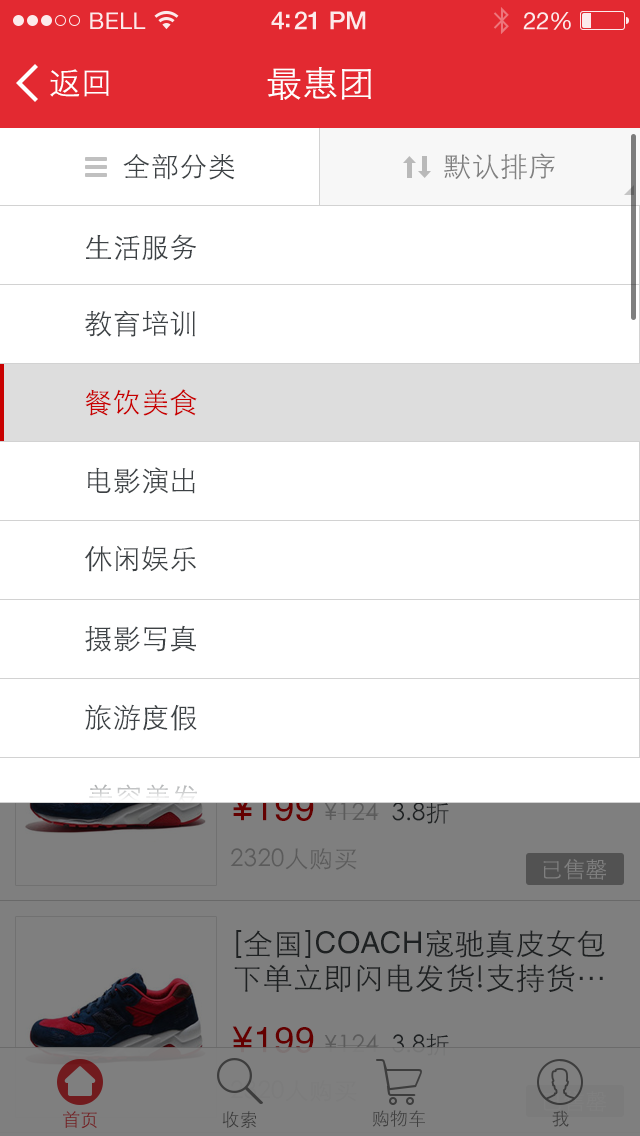 BELL 4:21 PM 22%
返回 最惠团
全部分类 默认排序
生活服务
教育培训
餐饮美食
电影演出
休闲娱乐
摄影写真
旅游度假
美容美发
¥199 ¥124 3.8折
2320人购买 已售罄
[全国]COACH寇驰真皮女包
下单立即闪电发货!支持货…
¥199 ¥124 3.8折
首页 收索 购物车 我